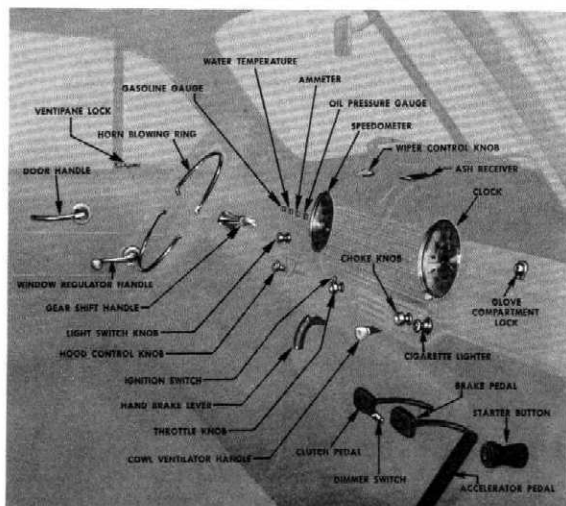 WATER TEMPERATURE
AMMETER
GASOLINE GAUGE
OIL PRESSURE GAUGE
VENTIPANE LOCK
SPEEDOMETER
HORN BLOWING RING
WIPER CONTROL KNOB
DOOR HANDLE
ASH RECEIVER
CLOCK
CHOKE KNOB
WINDOW REGULATOR HANDLE
GLOVE
COMPARTMENT
LOCK
GEAR SHIFT HANDLE
LIGHT SWITCH KNOB
HOOD CONTROL KNOB
CIGARETTE LIGHTER
IGNITION SWITCH
BRAKE PEDAL
HAND BRAKE LEVER
STARTER BUTTON
THROTTLE KNOB
CLUTCH PEDAL
COWL VENTILATOR HANDLE
DIMMER SWITCH
ACCELERATOR PEDAL